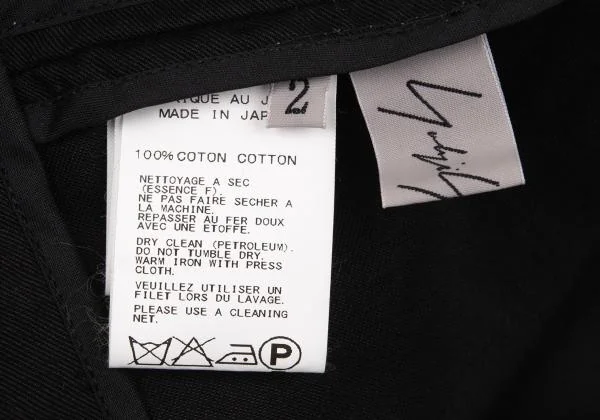 2
RIQUE AU J
MADE IN JAP
100% COTON COTTON
NETTOYAGE A SEC
(ESSENCE F).
NE PAS FAIRE SECHER A
LA MACHINE.
REPASSER AU FER DOUX
AVEC UNE ETOFFE.
DRY CLEAN (PETROLEUM).
DO NOT TUMBLE DRY.
WARM IRON WITH PRESS
CLOTH.
VEUILLEZ UTILISER UN
FILET LORS DU LAVAGE.
PLEASE USE A CLEANING
NET.
P